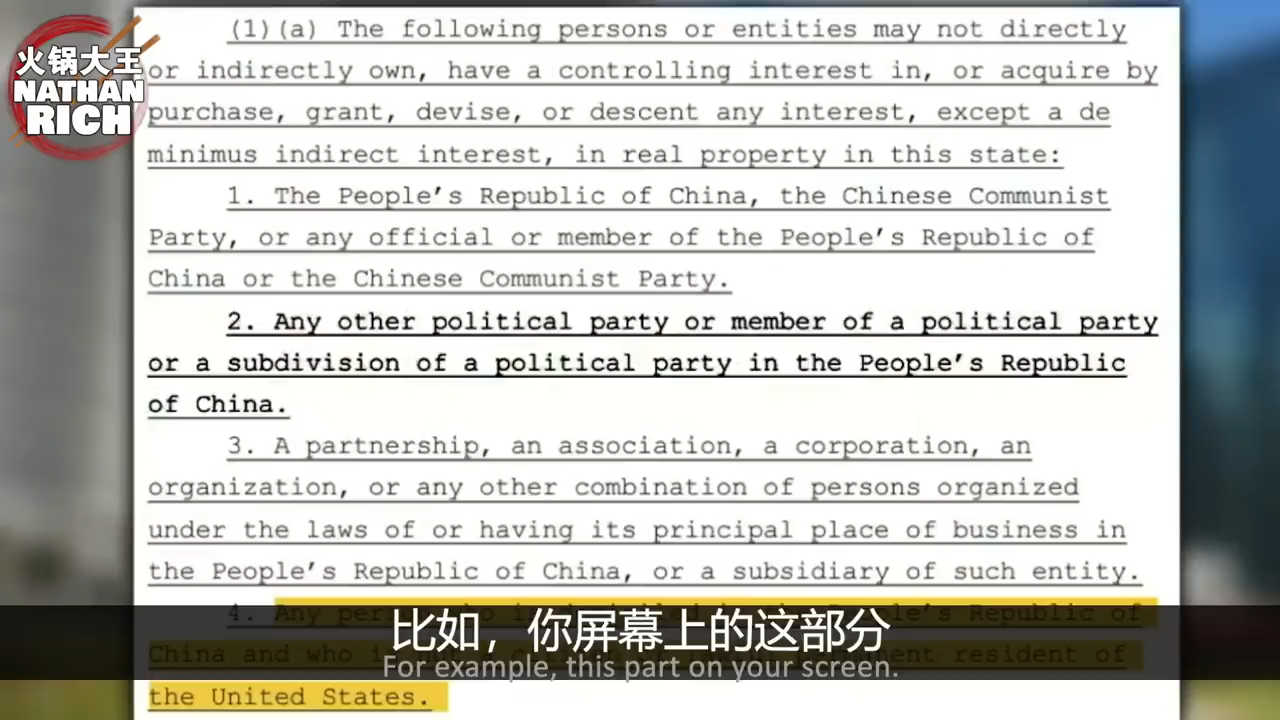 火锅大王
NATHAN
RICH
(1)(a) The following persons or entities may not directly
or indirectly own, have a controlling interest in, or acquire by
purchase, grant, devise, or descent any interest, except a de
minimus indirect interest, in real property in this state:
1. The People’s Republic of China, the Chinese Communist
Party, or any official or member of the People’s Republic of
China or the Chinese Communist Party.
2. Any other political party or member of a political party
or a subdivision of a political party in the People’s Republic
of China.
3. A partnership, an association, a corporation, an
organization, or any other combination of persons organized
under the laws of or having its principal place of business in
the People’s Republic of China, or a subsidiary of such entity.
4. Any People’s Republic of
比如，你屏幕上的这部分
China and who resident of
For example, this part on your screen.
the United States.